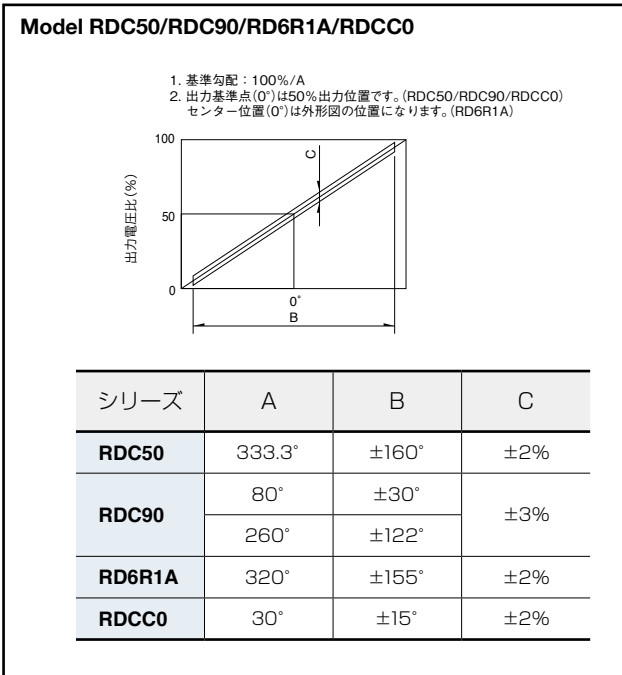 Model RDC50/RDC90/RD6R1A/RDCC0
1. 基準勾配：100%/A
2. 出力基準点(0°)は50%出力位置です。(RDC50/RDC90/RDCC0)
センター位置(0°)は外形図の位置になります。(RD6R1A)
出力電圧比(%)
100
50
0
C
0°
B
シリーズ A B C
RDC50 333.3° ±160° ±2%
RDC90 80° ±30° ±3%
260° ±122°
RD6R1A 320° ±155° ±2%
RDCC0 30° ±15° ±2%